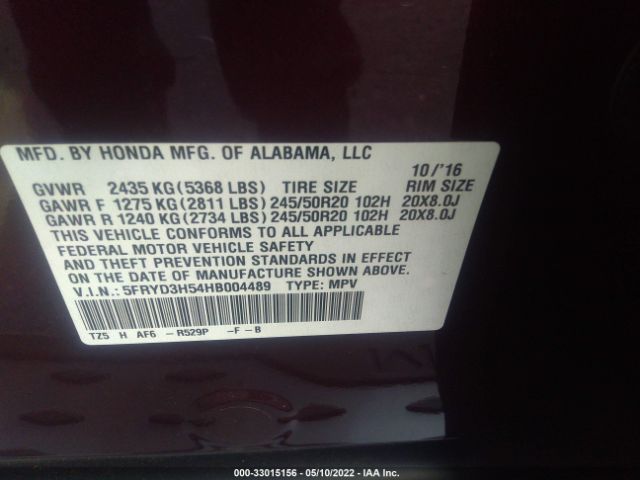 MFD. BY HONDA MFG. OF ALABAMA, LLC 10/'16
GVWR 2435 KG (5368 LBS) TIRE SIZE RIM SIZE
GAWR F 1275 KG (2811 LBS) 245/50R20 102H 20X8.0J
GAWR R 1240 KG (2734 LBS) 245/50R20 102H 20X8.0J
THIS VEHICLE CONFORMS TO ALL APPLICABLE
FEDERAL MOTOR VEHICLE SAFETY
AND THEFT PREVENTION STANDARDS IN EFFECT
ON THE DATE OF MANUFACTURE SHOWN ABOVE.
V.I.N.: 5FRYD3H54HB004489 TYPE: MPV
TZ5 H AF6 - R529P - F - B
000-33015156 - 05/10/2022 - IAA Inc.